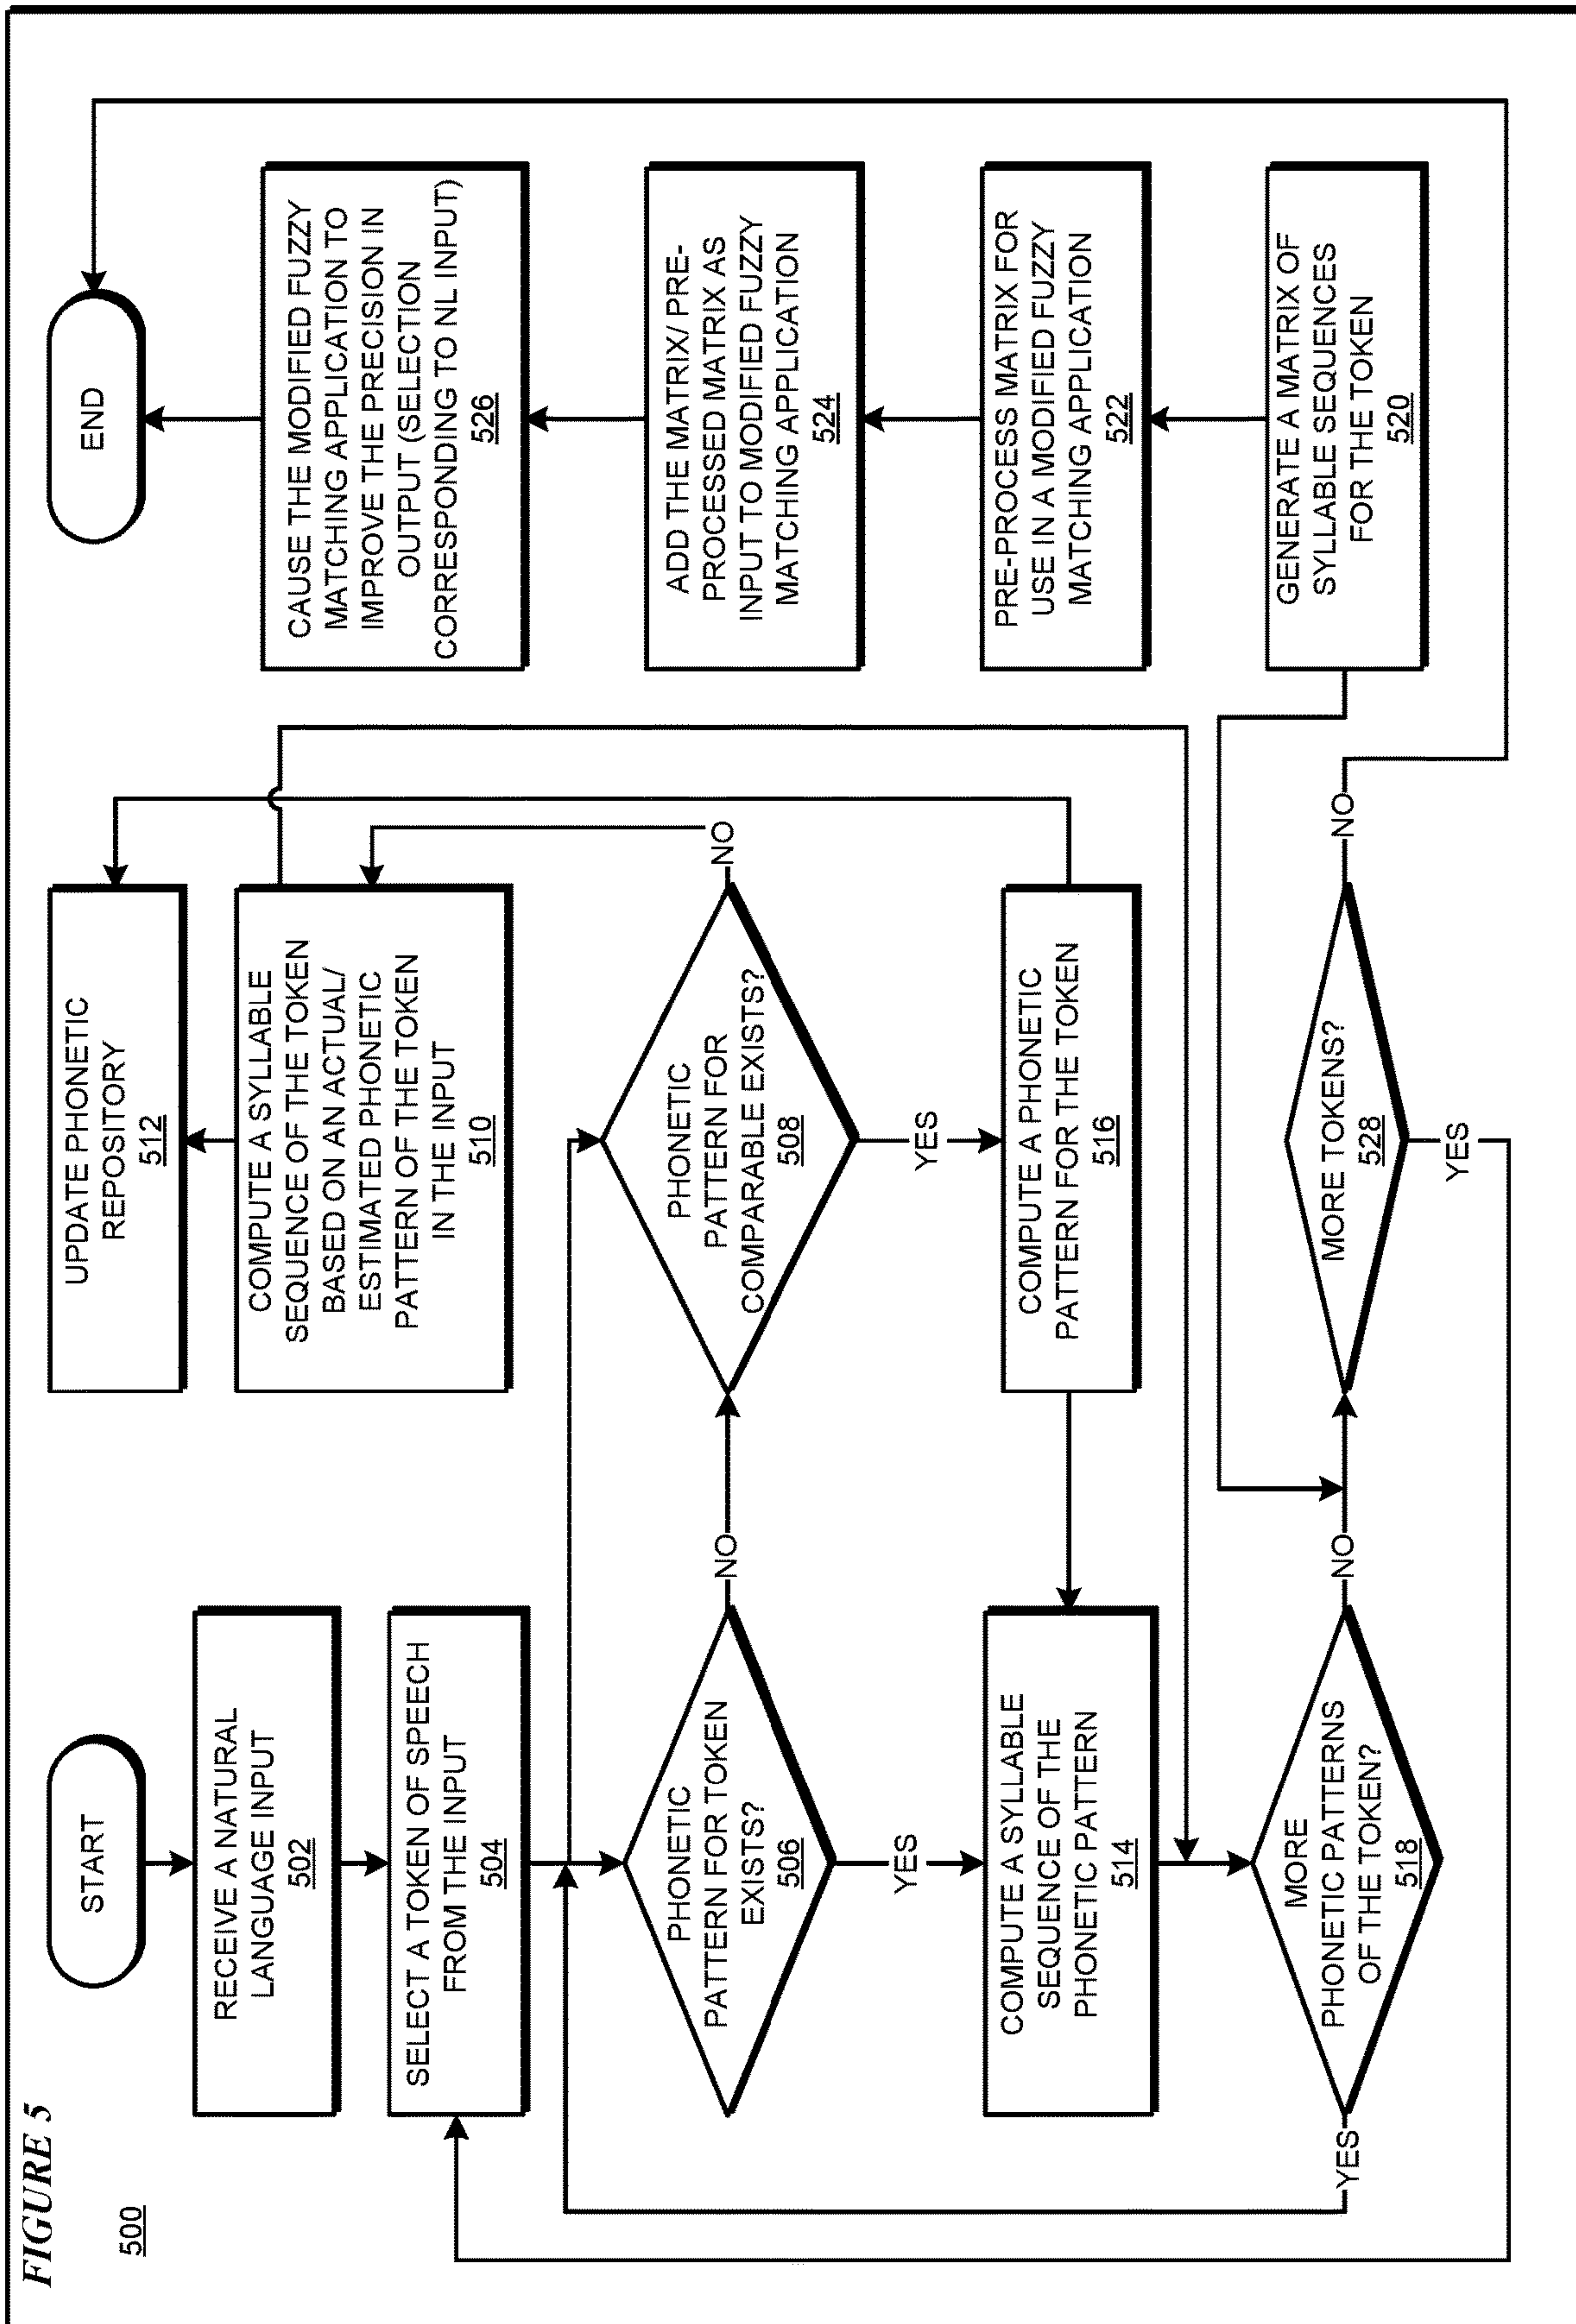 FIGURE 5
500
START
RECEIVE A NATURAL
LANGUAGE INPUT
502
SELECT A TOKEN OF SPEECH
FROM THE INPUT
504
PHONETIC
PATTERN FOR TOKEN
EXISTS?
506
NO
YES
COMPUTE A SYLLABLE
SEQUENCE OF THE
PHONETIC PATTERN
514
MORE
PHONETIC PATTERNS
OF THE TOKEN?
518
YES
NO
UPDATE PHONETIC
REPOSITORY
512
COMPUTE A SYLLABLE
SEQUENCE OF THE TOKEN
BASED ON AN ACTUAL/
ESTIMATED PHONETIC
PATTERN OF THE TOKEN
IN THE INPUT
510
PHONETIC
PATTERN FOR
COMPARABLE EXISTS?
508
NO
YES
COMPUTE A PHONETIC
PATTERN FOR THE TOKEN
516
MORE TOKENS?
528
NO
YES
END
CAUSE THE MODIFIED FUZZY
MATCHING APPLICATION TO
IMPROVE THE PRECISION IN
OUTPUT (SELECTION
CORRESPONDING TO NL INPUT)
526
ADD THE MATRIX/ PRE-
PROCESSED MATRIX AS
INPUT TO MODIFIED FUZZY
MATCHING APPLICATION
524
PRE-PROCESS MATRIX FOR
USE IN A MODIFIED FUZZY
MATCHING APPLICATION
522
GENERATE A MATRIX OF
SYLLABLE SEQUENCES
FOR THE TOKEN
520